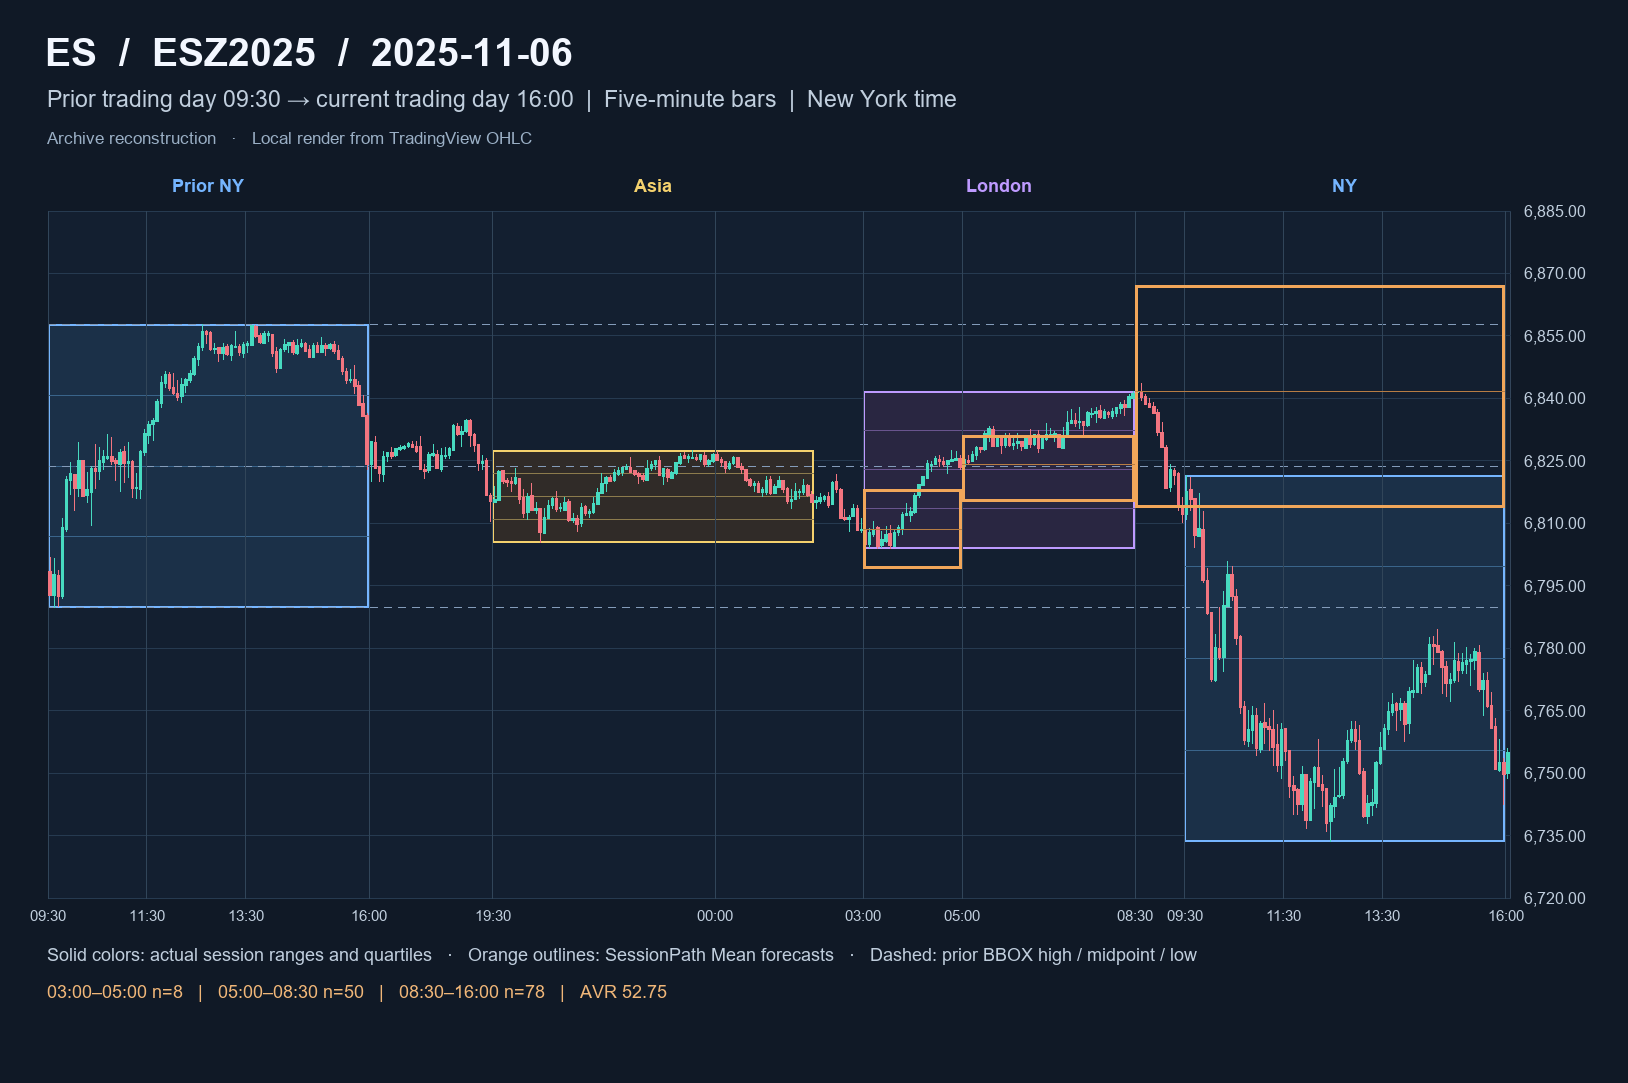 ES / ESZ2025 / 2025-11-06
Prior trading day 09:30 → current trading day 16:00 | Five-minute bars | New York time
Archive reconstruction · Local render from TradingView OHLC
Prior NY Asia London NY
6,885.00
6,870.00
6,855.00
6,840.00
6,825.00
6,810.00
6,795.00
6,780.00
6,765.00
6,750.00
6,735.00
6,720.00
09:30 11:30 13:30 16:00 19:30 00:00 03:00 05:00 08:30 09:30 11:30 13:30 16:00
Solid colors: actual session ranges and quartiles · Orange outlines: SessionPath Mean forecasts · Dashed: prior BBOX high / midpoint / low
03:00–05:00 n=8 | 05:00–08:30 n=50 | 08:30–16:00 n=78 | AVR 52.75